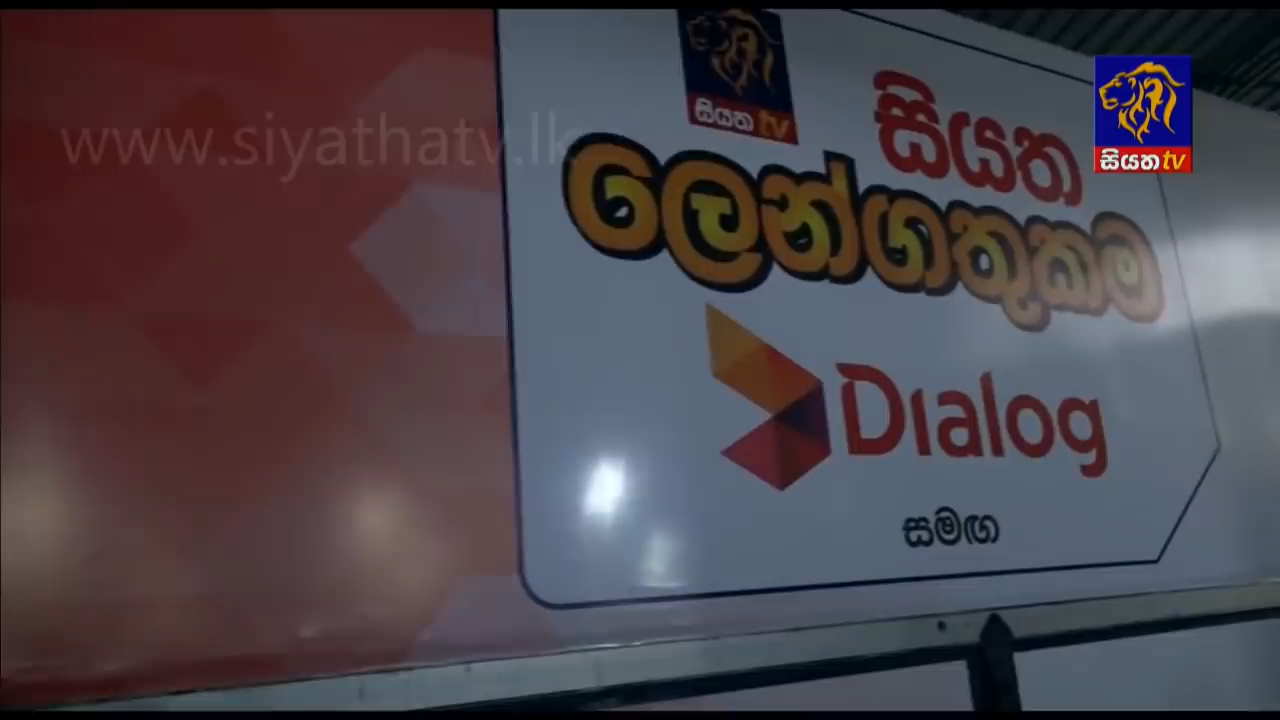 www.siyathatv.lk
සියත tv
සියත tv
සියත
ලෙන්ගතුකම
Dialog
සමඟ